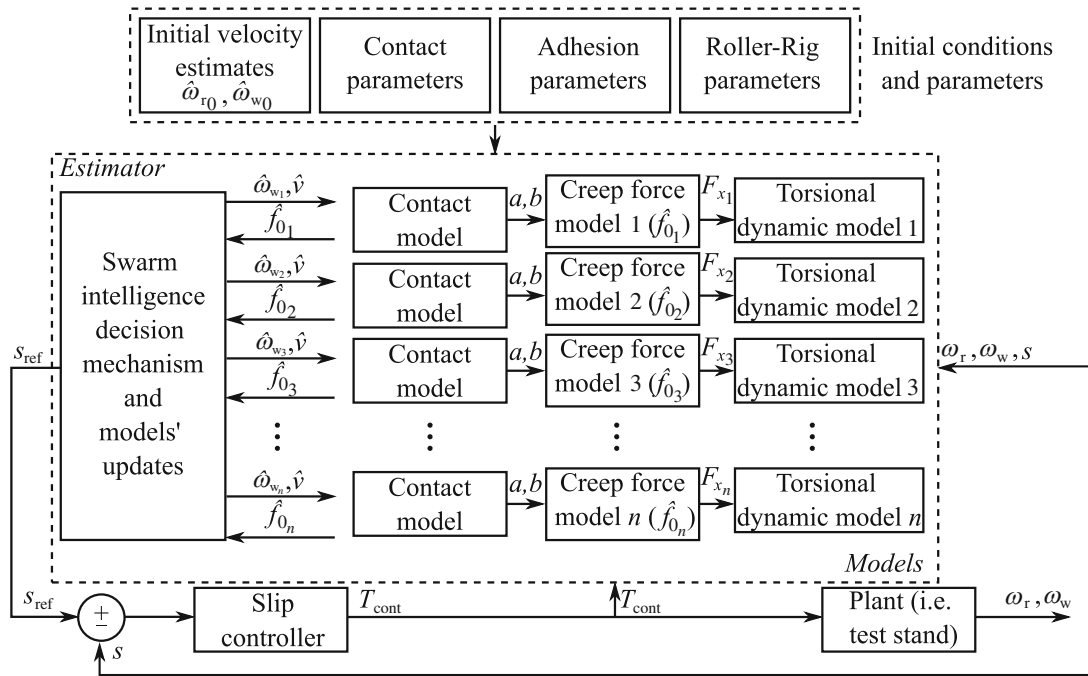 Initial velocity
estimates
ω̂r0 , ω̂w0
Contact
parameters
Adhesion
parameters
Roller-Rig
parameters
Initial conditions
and parameters
Estimator
Swarm
intelligence
decision
mechanism
and
models'
updates
ω̂w1,v̂
f̂01
Contact
model
a,b
Creep force
model 1 (f̂01)
Fx1
Torsional
dynamic model 1
ω̂w2,v̂
f̂02
Contact
model
a,b
Creep force
model 2 (f̂02)
Fx2
Torsional
dynamic model 2
ω̂w3,v̂
f̂03
Contact
model
a,b
Creep force
model 3 (f̂03)
Fx3
Torsional
dynamic model 3
ω̂wn,v̂
f̂0n
Contact
model
a,b
Creep force
model n (f̂0n)
Fxn
Torsional
dynamic model n
Models
sref
ωr ,ωw , s
sref
+
−
s
Slip
controller
Tcont
Tcont
Plant (i.e.
test stand)
ωr , ωw